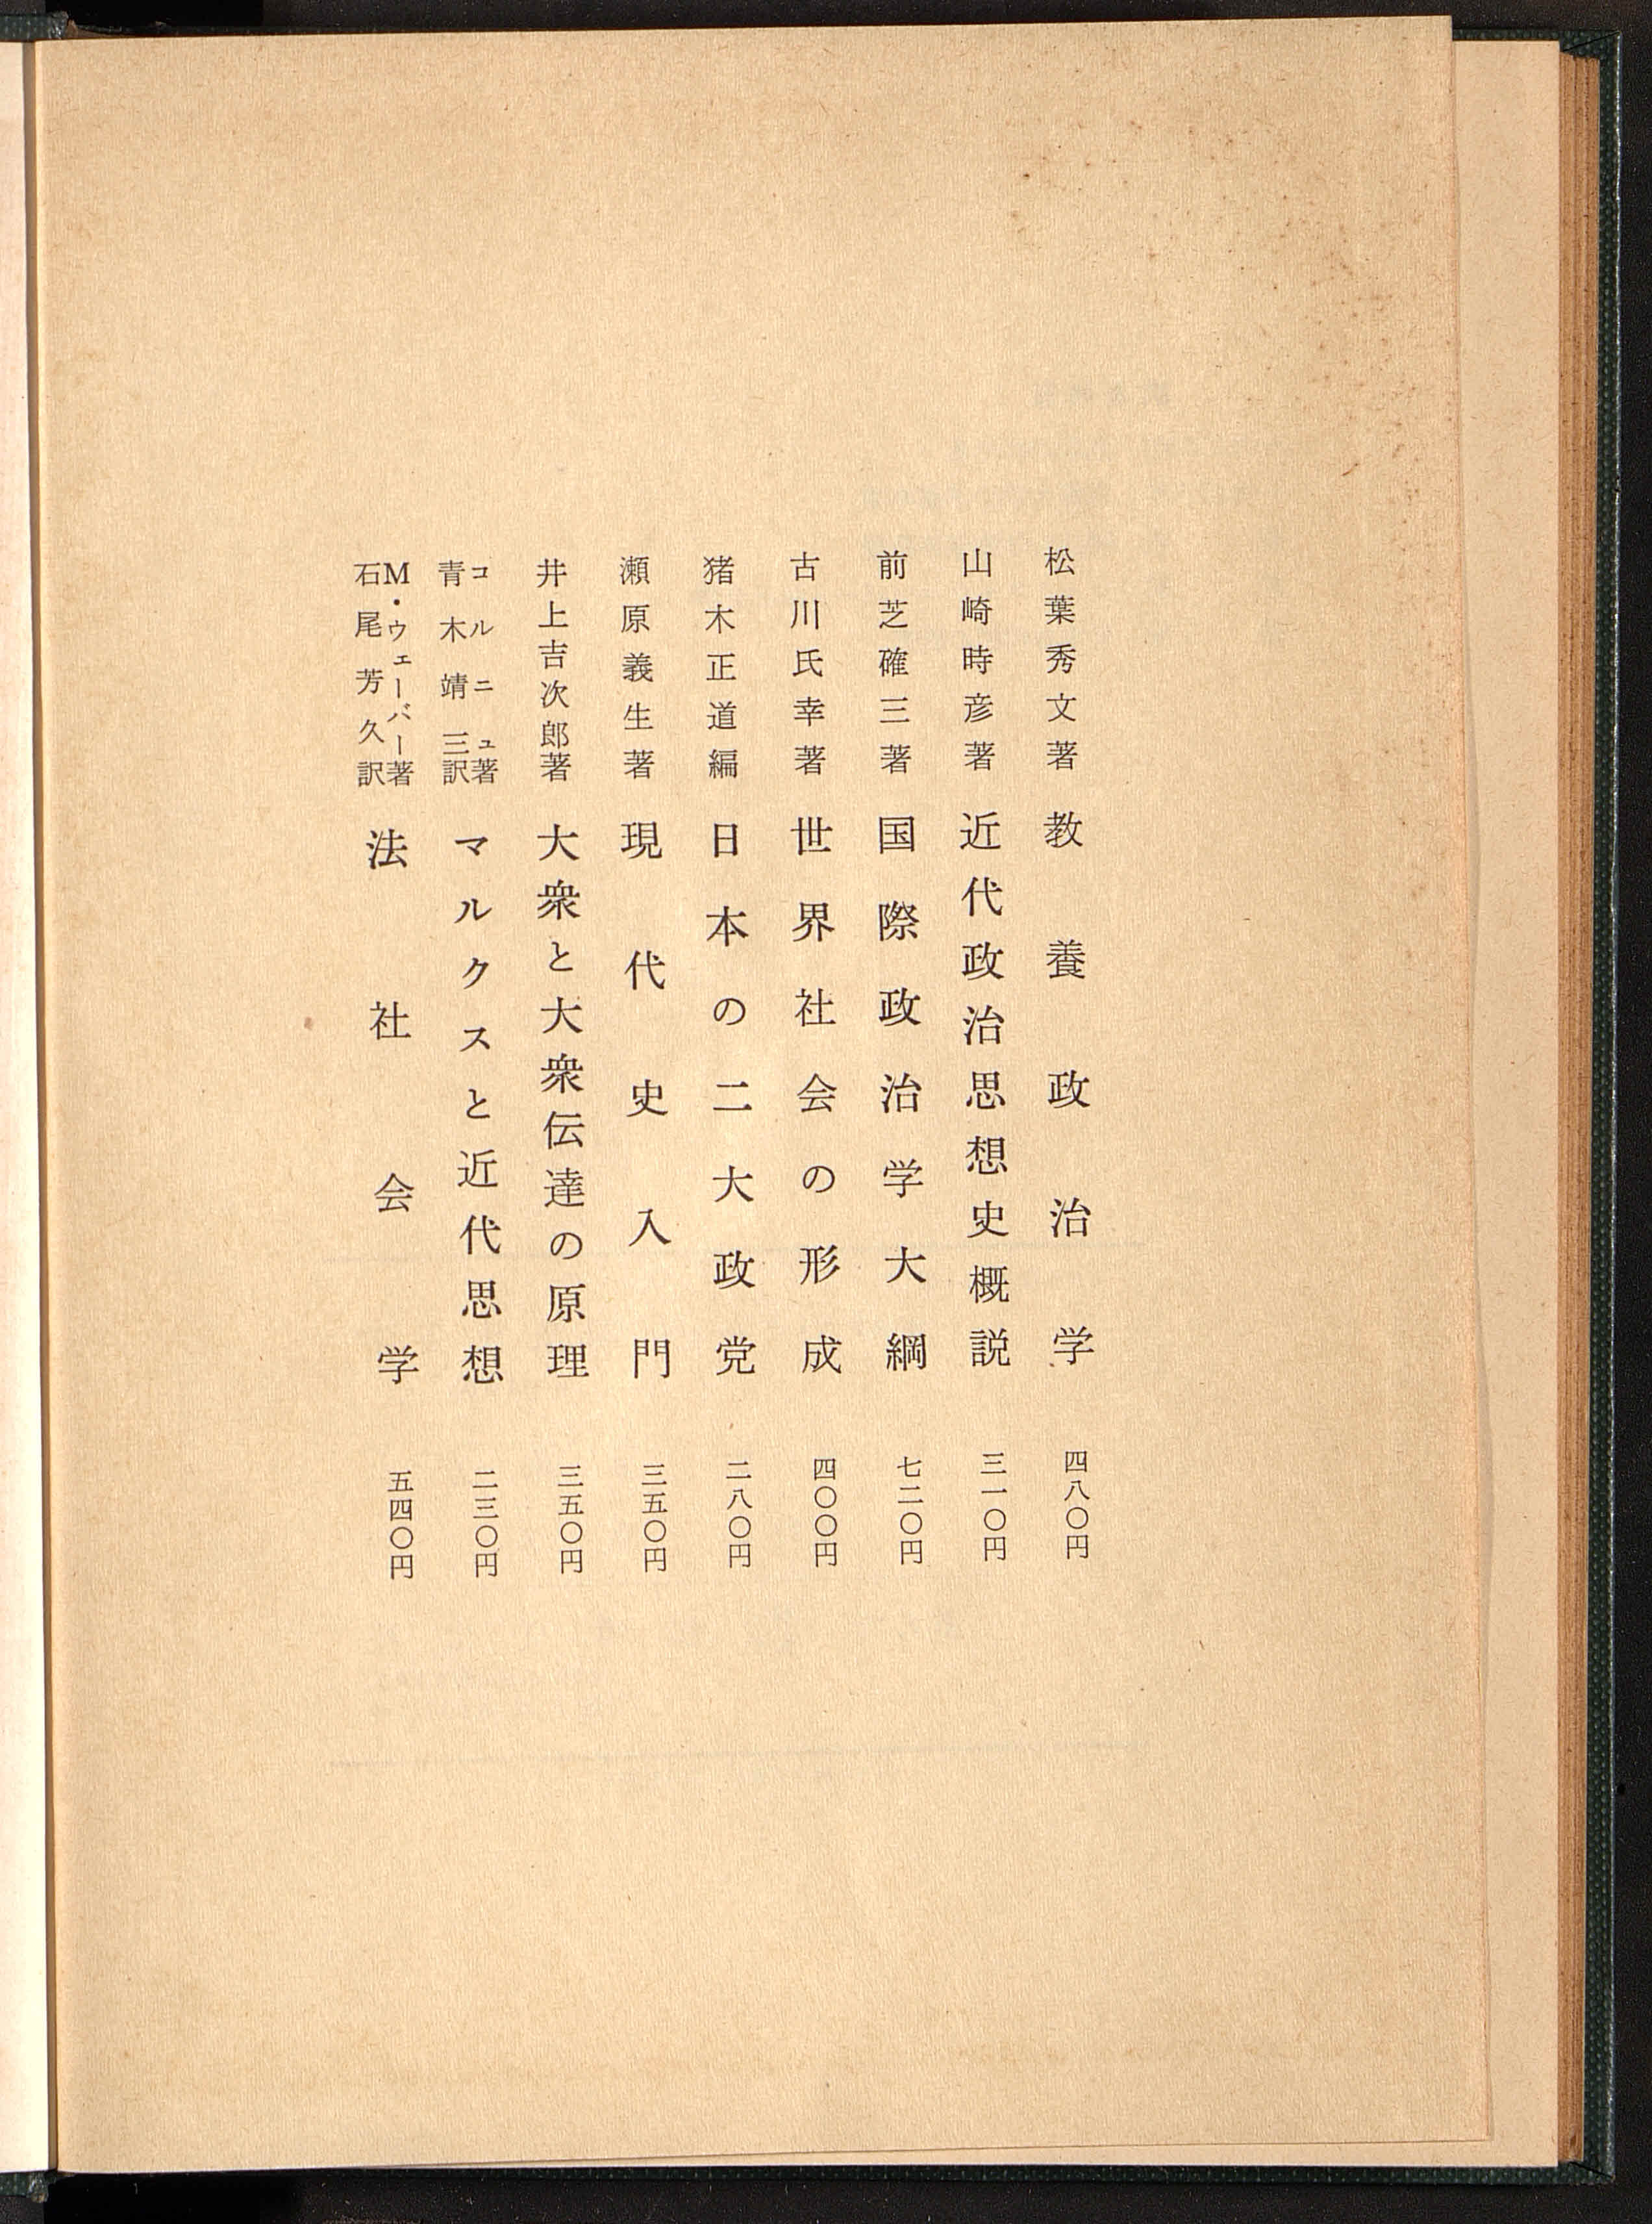 松葉秀文著 教養政治学 四八〇円
山崎時彦著 近代政治思想史概説 三一〇円
前芝確三著 国際政治学大綱 七二〇円
古川氏幸著 世界社会の形成 四〇〇円
猪木正道編 日本の二大政党 二八〇円
瀬原義生著 現代史入門 三五〇円
井上吉次郎著 大衆と大衆伝達の原理 三五〇円
コルニュ著
青木靖三訳 マルクスと近代思想 二三〇円
M・ウェーバー著
石尾芳久訳 法社会学 五四〇円